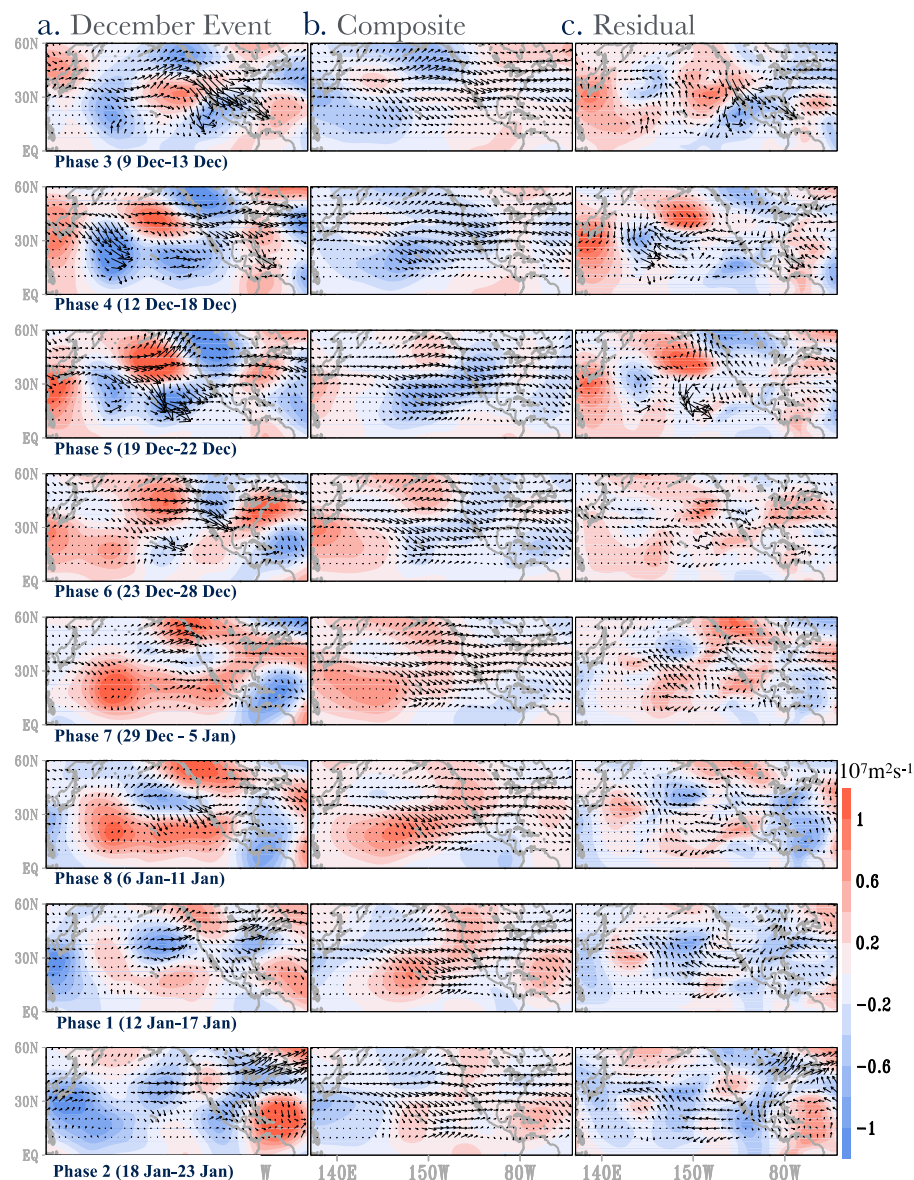 a. December Event b. Composite c. Residual
60N
30N
EQ
Phase 3 (9 Dec-13 Dec)
60N
30N
EQ
Phase 4 (12 Dec-18 Dec)
60N
30N
EQ
Phase 5 (19 Dec-22 Dec)
60N
30N
EQ
Phase 6 (23 Dec-28 Dec)
60N
30N
EQ
Phase 7 (29 Dec - 5 Jan)
60N
30N
EQ
Phase 8 (6 Jan-11 Jan)
10⁷m²s⁻¹
1
0.6
0.2
-0.2
-0.6
-1
60N
30N
EQ
Phase 1 (12 Jan-17 Jan)
60N
30N
EQ
W 140E 150W 80W 140E 150W 80W
Phase 2 (18 Jan-23 Jan)